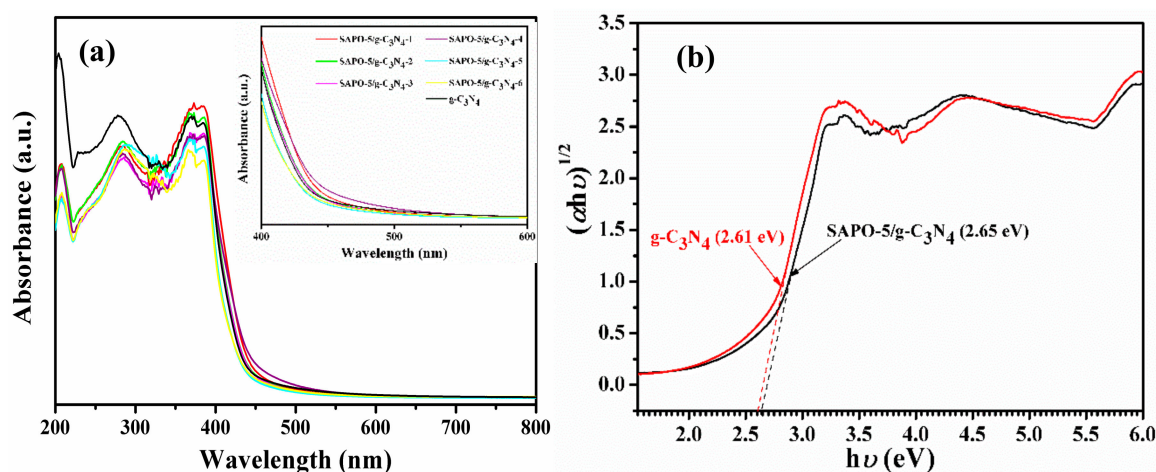 (a)
SAPO-5/g-C₃N₄-1
SAPO-5/g-C₃N₄-2
SAPO-5/g-C₃N₄-3
SAPO-5/g-C₃N₄-4
SAPO-5/g-C₃N₄-5
SAPO-5/g-C₃N₄-6
g-C₃N₄
Absorbance (a.u.)
400 500 600
Wavelength (nm)
Absorbance (a.u.)
200 300 400 500 600 700 800
Wavelength (nm)
(b)
3.5
3.0
2.5
2.0
1.5
1.0
0.5
0.0
(αhυ)^1/2
g-C₃N₄ (2.61 eV)
SAPO-5/g-C₃N₄ (2.65 eV)
2.0 2.5 3.0 3.5 4.0 4.5 5.0 5.5 6.0
hυ (eV)